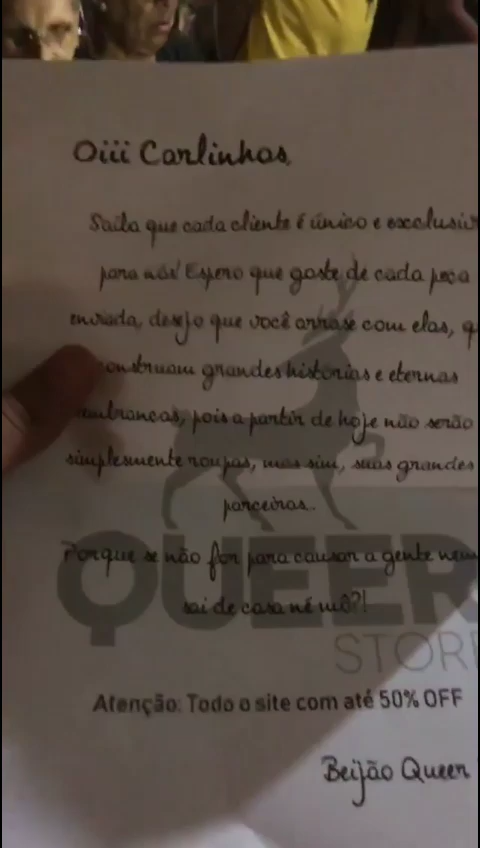 Oiii Carlinhas,
Saiba que cada cliente é único e exclusiv
para nós! Espero que goste de cada peça
enviada, desejo que você arrase com elas, q
construam grandes histórias e eternas
lembranças, pois a partir de hoje não serão
simplesmente roupas, mas sim, suas grandes
parceiras..
Porque se não for para causar a gente nem
sai de casa né mô?!
QUEER
STORE
Atenção: Todo o site com até 50% OFF
Beijão Queen